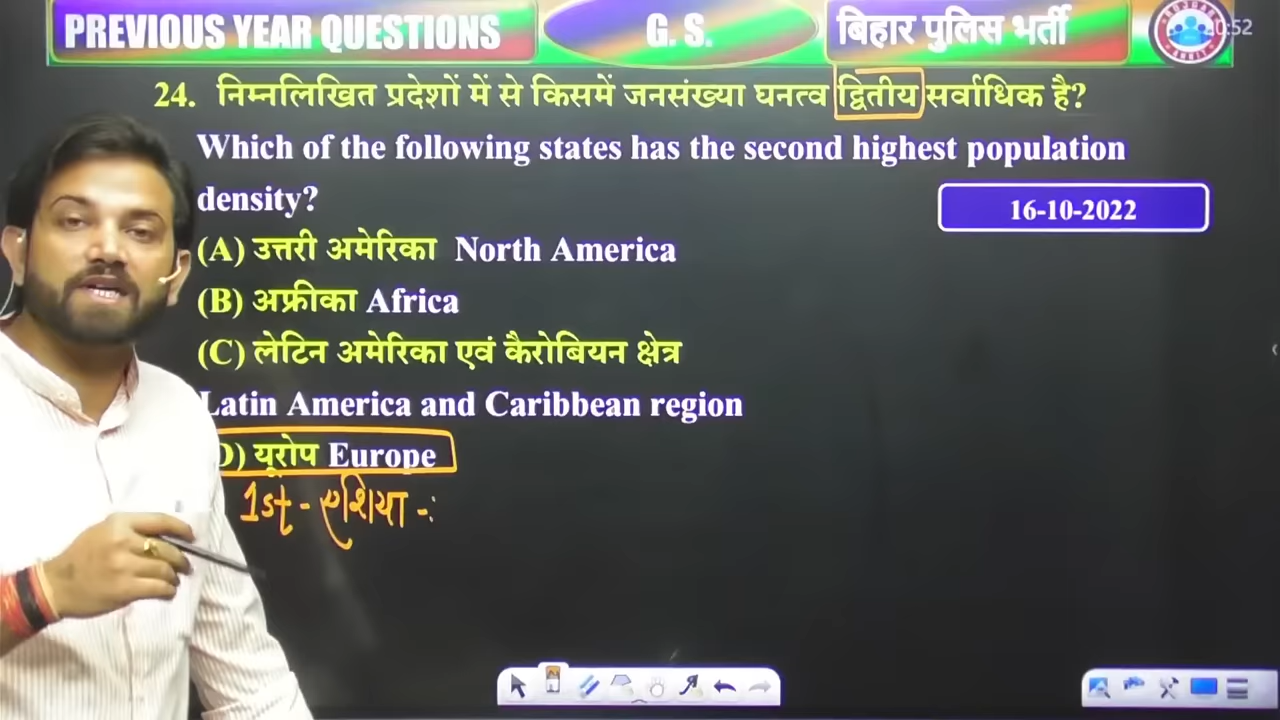 PREVIOUS YEAR QUESTIONS G. S. बिहार पुलिस भर्ती
24. निम्नलिखित प्रदेशों में से किसमें जनसंख्या घनत्व द्वितीय सर्वाधिक है?
Which of the following states has the second highest population
density?
16-10-2022
(A) उत्तरी अमेरिका North America
(B) अफ्रीका Africa
(C) लेटिन अमेरिका एवं कैरोबियन क्षेत्र
Latin America and Caribbean region
D) यूरोप Europe
1st - एशिया -: